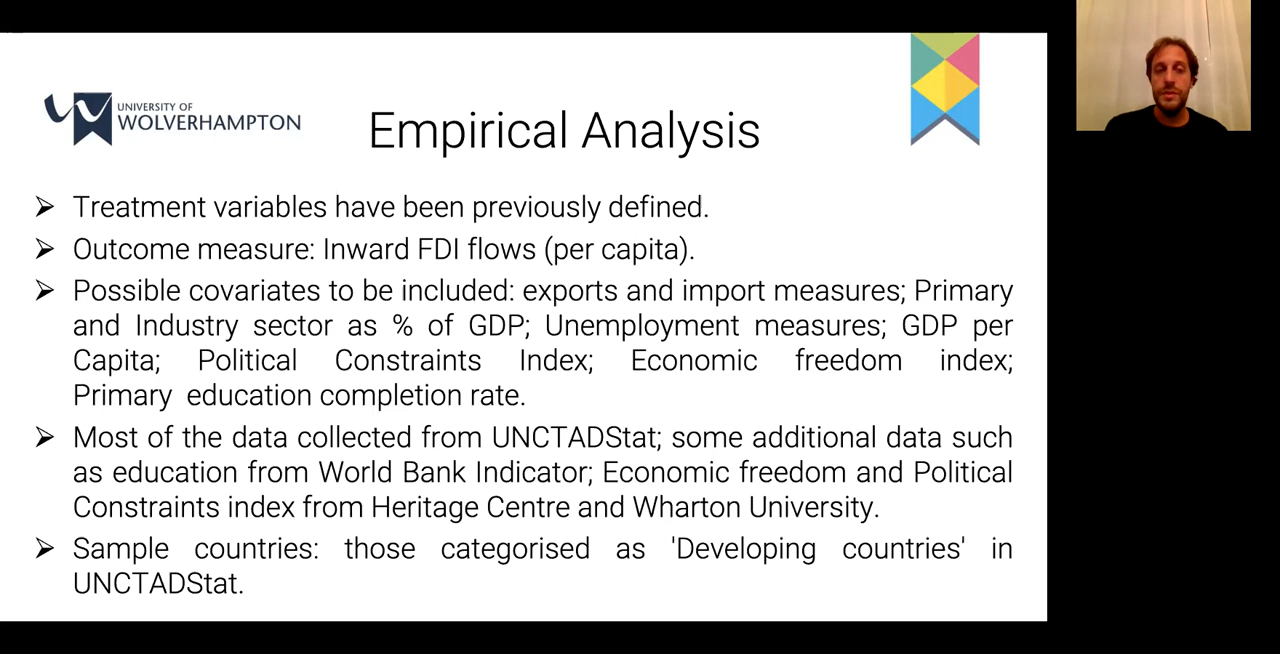 UNIVERSITY OF
WOLVERHAMPTON
Empirical Analysis
➢ Treatment variables have been previously defined.
➢ Outcome measure: Inward FDI flows (per capita).
➢ Possible covariates to be included: exports and import measures; Primary
and Industry sector as % of GDP; Unemployment measures; GDP per
Capita; Political Constraints Index; Economic freedom index;
Primary education completion rate.
➢ Most of the data collected from UNCTADStat; some additional data such
as education from World Bank Indicator; Economic freedom and Political
Constraints index from Heritage Centre and Wharton University.
➢ Sample countries: those categorised as 'Developing countries' in
UNCTADStat.